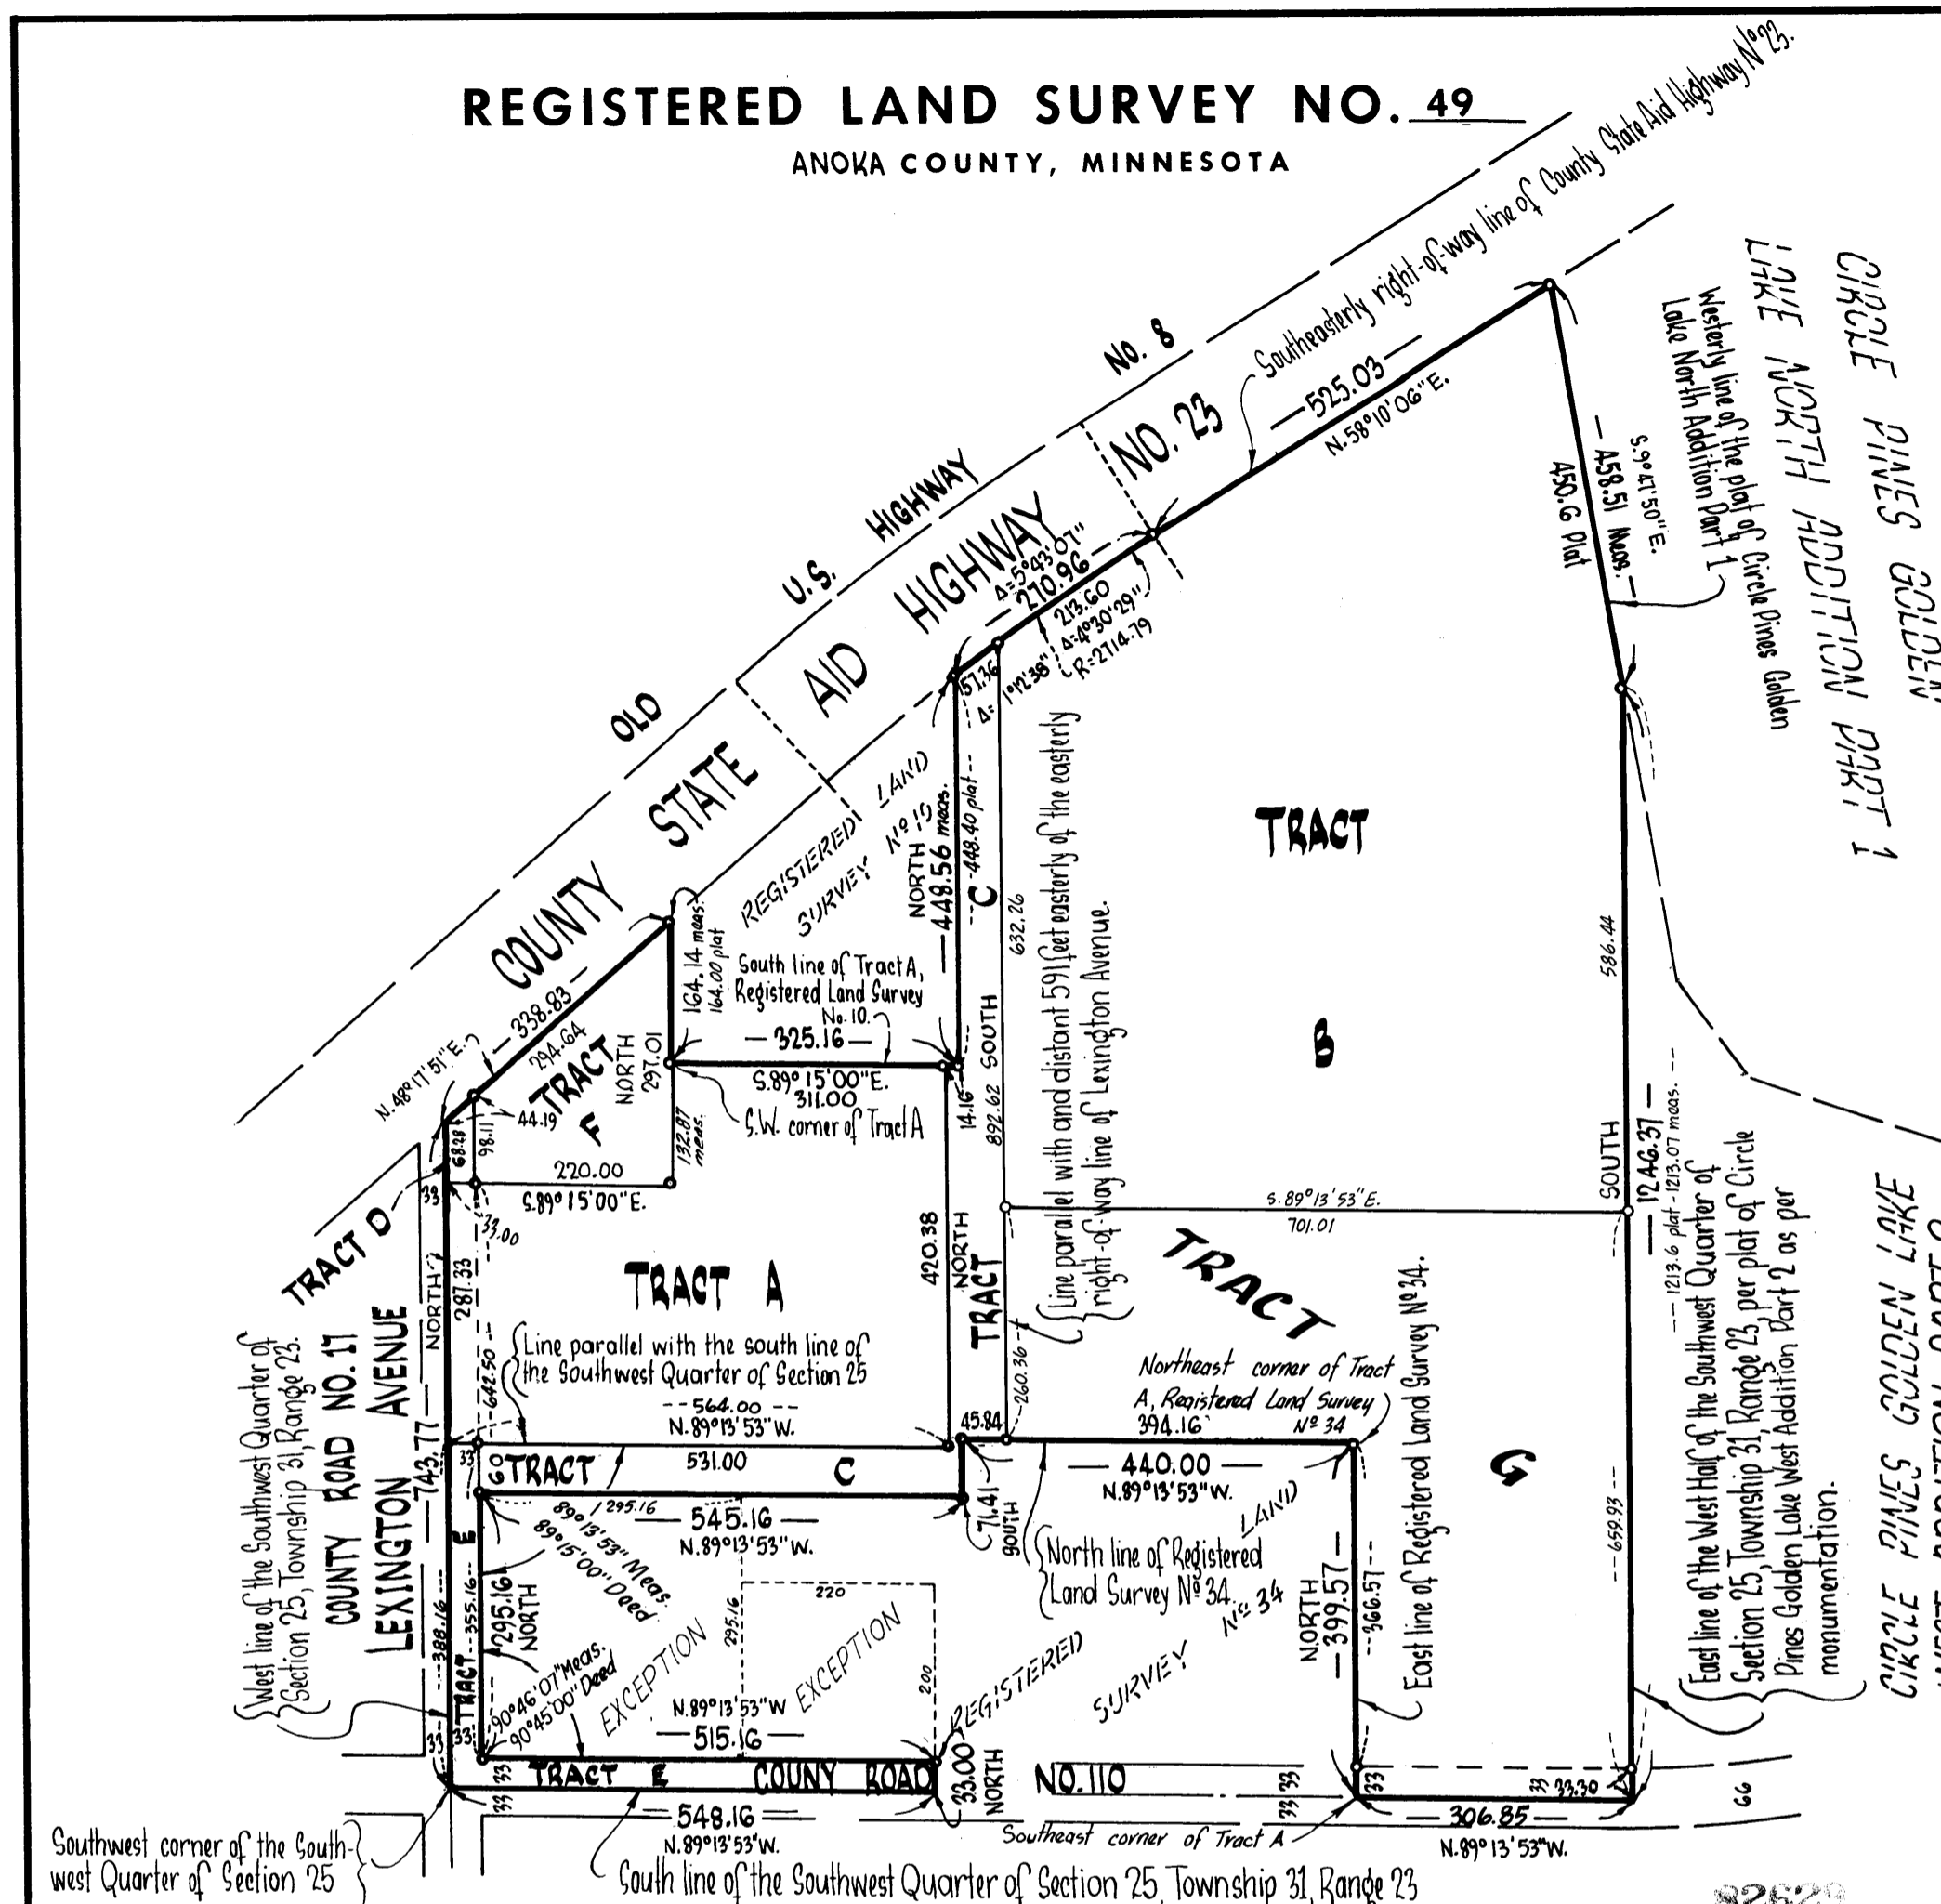 REGISTERED LAND SURVEY NO. 49
ANOKA COUNTY, MINNESOTA
Southeasterly right-of-way line of County State Aid Highway Nº 23.
OLD U.S. HIGHWAY No. 8
COUNTY STATE AID HIGHWAY NO. 23
525.03
N.58°10'06"E.
S.9°47'50"E.
458.51 Meas.
450.6 Plat
Westerly line of the plat of Circle Pines Golden
Lake North Addition Part 1
CIRCLE PINES GOLDEN
LAKE NORTH ADDITION PART 1
Δ=5°43'07"
270.96
213.60
Δ=4°30'29"
R=2714.79
57.36
Δ= 1°12'38"
REGISTERED LAND
SURVEY Nº 10
NORTH
448.56 meas.
448.40 plat
C
SOUTH
632.26
892.62
Line parallel with and distant 591 feet easterly of the easterly
right-of-way line of Lexington Avenue.
TRACT
B
586.44
SOUTH
1246.37
1213.6 plat - 1213.07 meas.
164.14 meas.
164.00 plat
South line of Tract A,
Registered Land Survey
No. 10.
325.16
S.89°15'00"E.
311.00
14.16
S.W. corner of Tract A
N.48°17'51"E.
338.83
294.64
44.19
TRACT
F
NORTH
297.01
132.87
meas.
68.28
98.11
220.00
S.89°15'00"E.
33
33.00
TRACT D
TRACT A
NORTH
287.33
642.50
420.38
NORTH
TRACT
S.89°13'53"E.
701.01
TRACT
G
260.36
Line parallel with the south line of
the Southwest Quarter of Section 25
564.00
N.89°13'53"W.
531.00
33
60
TRACT C
45.84
71.41
SOUTH
Northeast corner of Tract
A, Registered Land Survey
Nº 34
394.16
440.00
N.89°13'53"W.
North line of Registered
Land Survey Nº 34.
East line of Registered Land Survey Nº 34.
NORTH
399.57
366.57
659.93
East line of the West Half of the Southwest Quarter of
Section 25, Township 31, Range 23, per plat of Circle
Pines Golden Lake West Addition Part 2 as per
monumentation.
CIRCLE PINES GOLDEN LAKE
West line of the Southwest Quarter of
Section 25, Township 31, Range 23.
COUNTY ROAD NO. 17
LEXINGTON AVENUE
743.77
388.16
TRACT E
355.16
295.16
NORTH
295.16
89°13'53" Meas.
89°15'00" Deed
545.16
N.89°13'53"W.
90°46'07" Meas.
90°45'00" Deed
EXCEPTION
295.16
220
EXCEPTION
200
REGISTERED LAND
SURVEY Nº 34
N.89°13'53"W
515.16
33
33
33
33
TRACT E COUNY ROAD NO. 110
33.00
NORTH
33
33
33
33
33.30
66
548.16
N.89°13'53"W.
Southeast corner of Tract A
306.85
N.89°13'53"W.
Southwest corner of the South-
west Quarter of Section 25
South line of the Southwest Quarter of Section 25, Township 31, Range 23